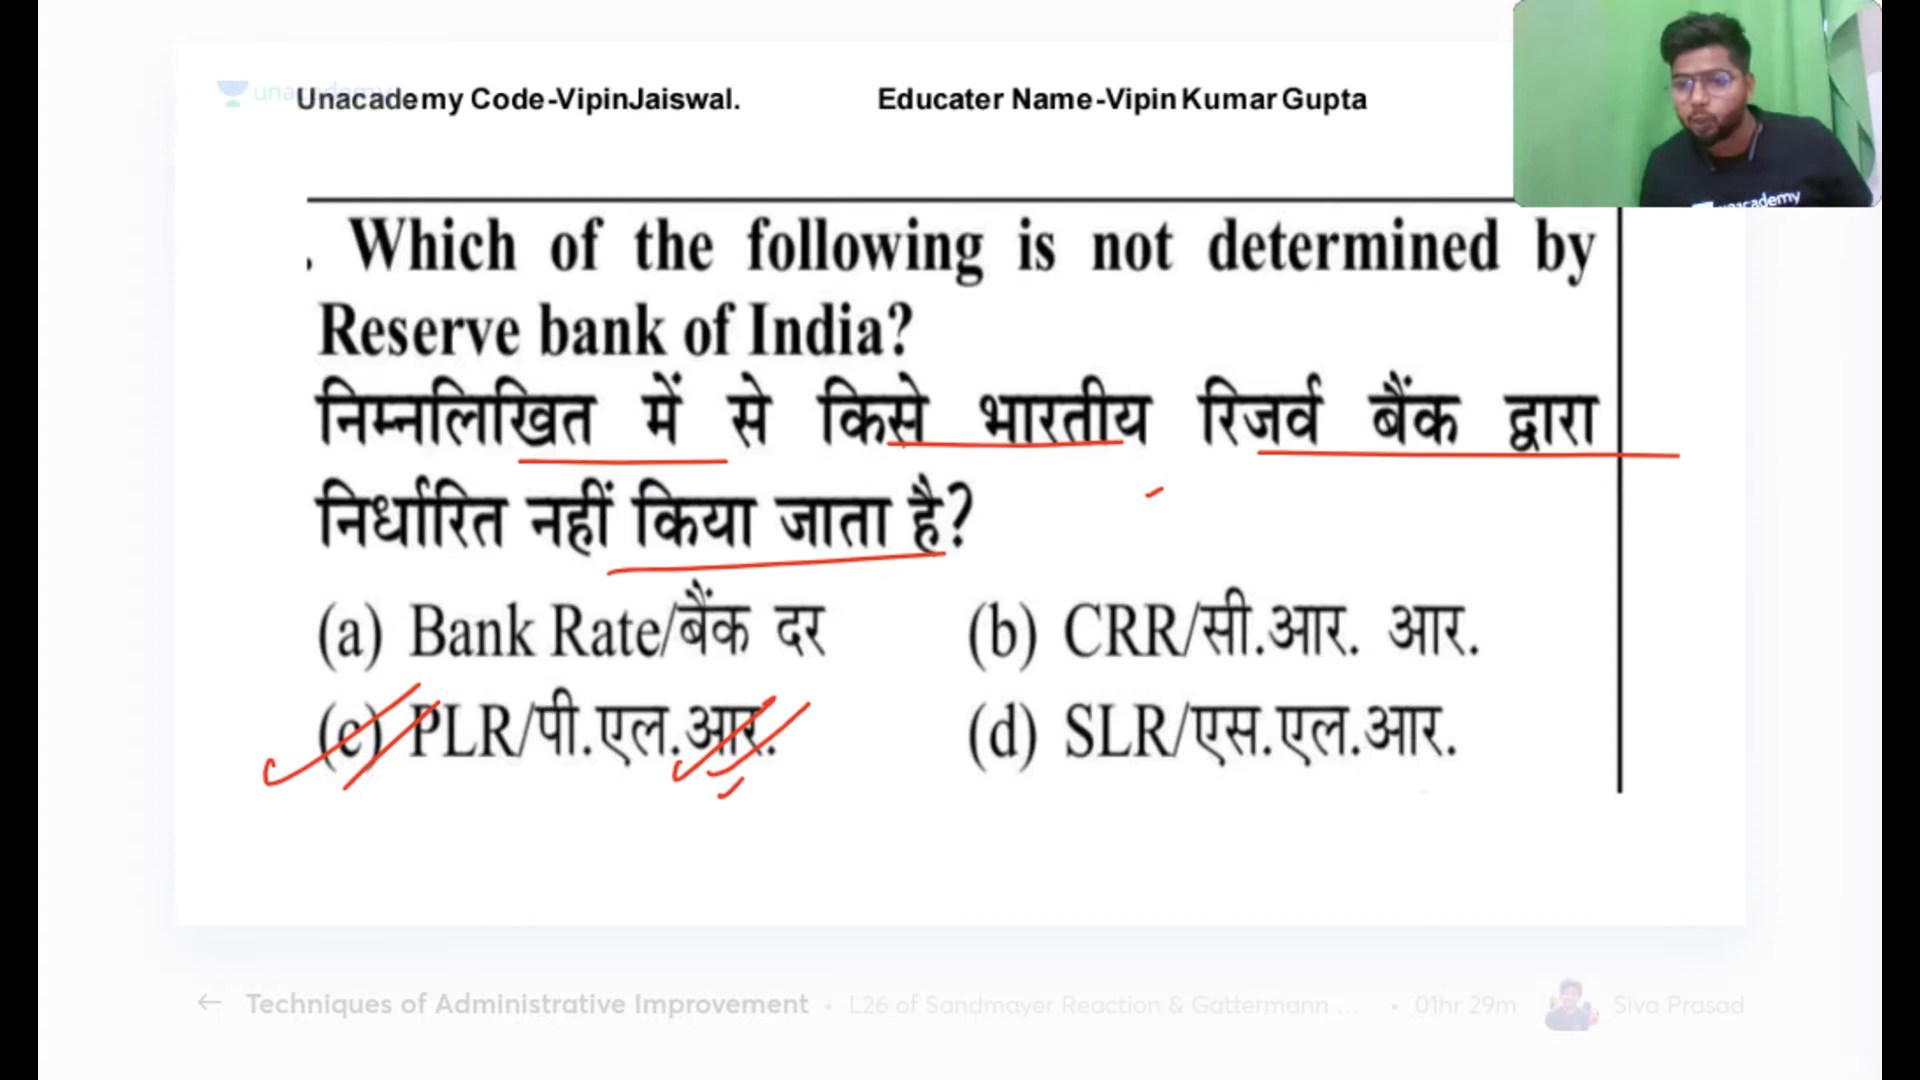 unacademy
Unacademy Code-VipinJaiswal. Educater Name-Vipin Kumar Gupta
unacademy
. Which of the following is not determined by
Reserve bank of India?
निम्नलिखित में से किसे भारतीय रिजर्व बैंक द्वारा
निर्धारित नहीं किया जाता है?
(a) Bank Rate/बैंक दर (b) CRR/सी.आर. आर.
(c) PLR/पी.एल.आर. (d) SLR/एस.एल.आर.
← Techniques of Administrative Improvement • L26 of Sandmayer Reaction & Gattermann ... • 01hr 29m Siva Prasad